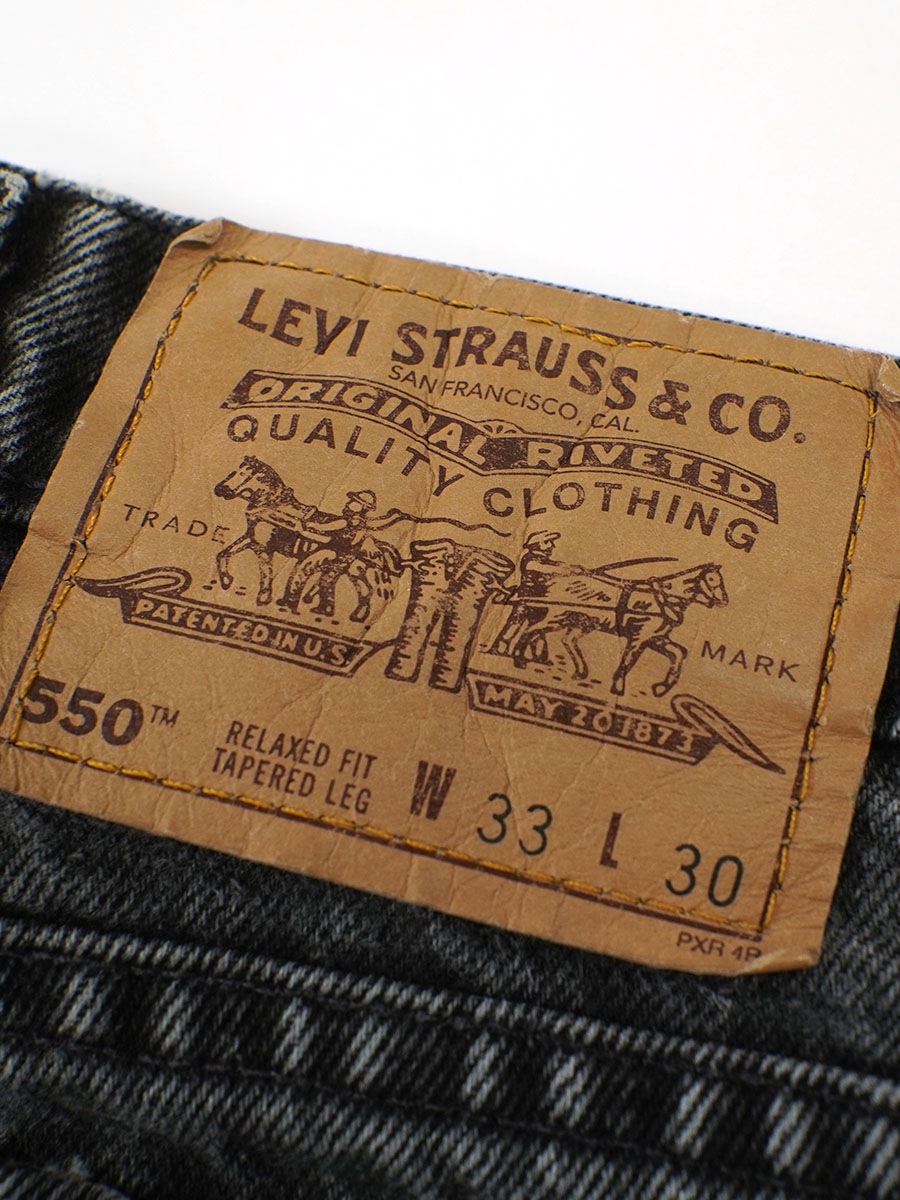 LEVI STRAUSS & CO.
SAN FRANCISCO, CAL.
ORIGINAL RIVETED
QUALITY CLOTHING
TRADE MARK
PATENTED IN U.S.
MAY 20 1873
550™
RELAXED FIT
TAPERED LEG
W 33 L 30
PXR 4P